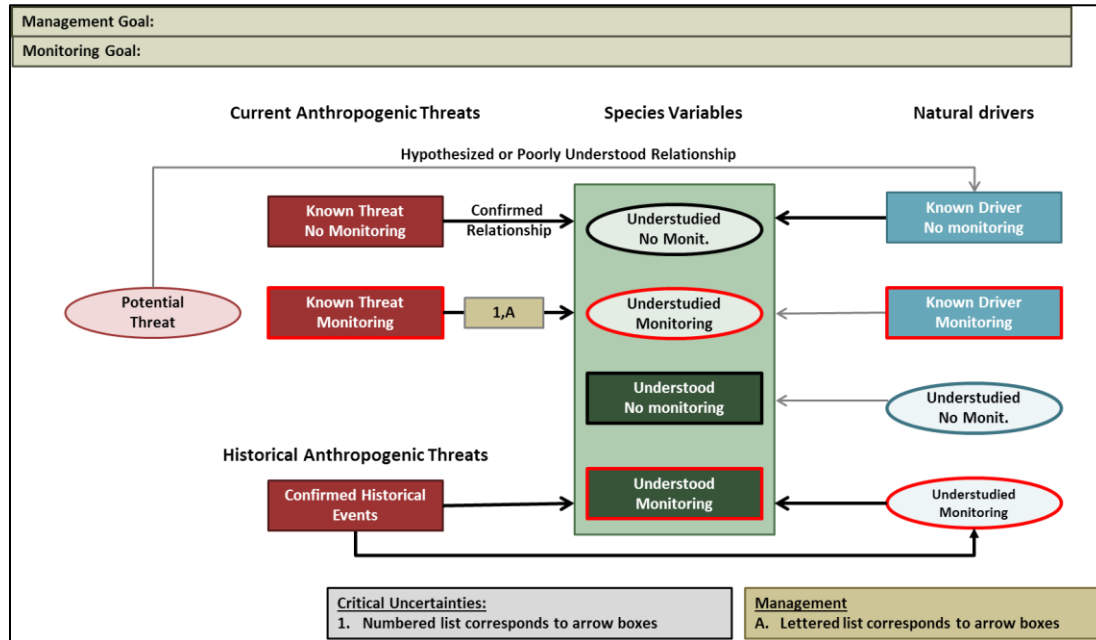 Management Goal:
Monitoring Goal:
Current Anthropogenic Threats
Species Variables
Natural drivers
Hypothesized or Poorly Understood Relationship
Known Threat
No Monitoring
Confirmed
Relationship
Understudied
No Monit.
Known Driver
No monitoring
Potential
Threat
Known Threat
Monitoring
1,A
Understudied
Monitoring
Known Driver
Monitoring
Understood
No monitoring
Understudied
No Monit.
Historical Anthropogenic Threats
Confirmed Historical
Events
Understood
Monitoring
Understudied
Monitoring
Critical Uncertainties:
1. Numbered list corresponds to arrow boxes
Management
A. Lettered list corresponds to arrow boxes